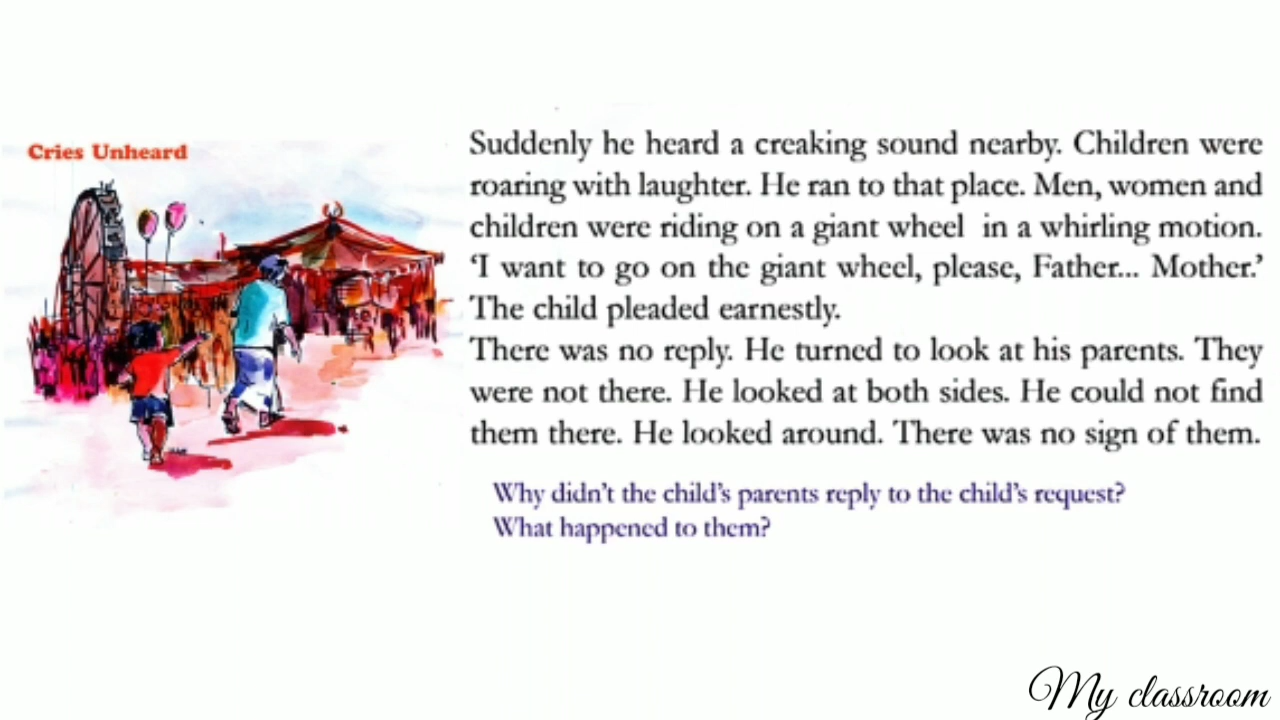 Cries Unheard
Suddenly he heard a creaking sound nearby. Children were
roaring with laughter. He ran to that place. Men, women and
children were riding on a giant wheel in a whirling motion.
‘I want to go on the giant wheel, please, Father... Mother.’
The child pleaded earnestly.
There was no reply. He turned to look at his parents. They
were not there. He looked at both sides. He could not find
them there. He looked around. There was no sign of them.
Why didn’t the child’s parents reply to the child’s request?
What happened to them?
My classroom